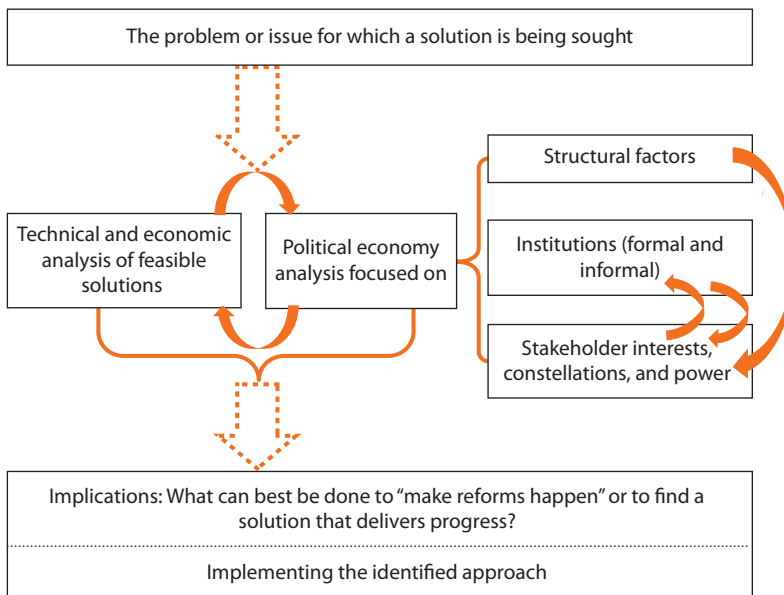 The problem or issue for which a solution is being sought
Technical and economic
analysis of feasible
solutions
Political economy
analysis focused on
Structural factors
Institutions (formal and
informal)
Stakeholder interests,
constellations, and power
Implications: What can best be done to “make reforms happen” or to find a
solution that delivers progress?
Implementing the identified approach